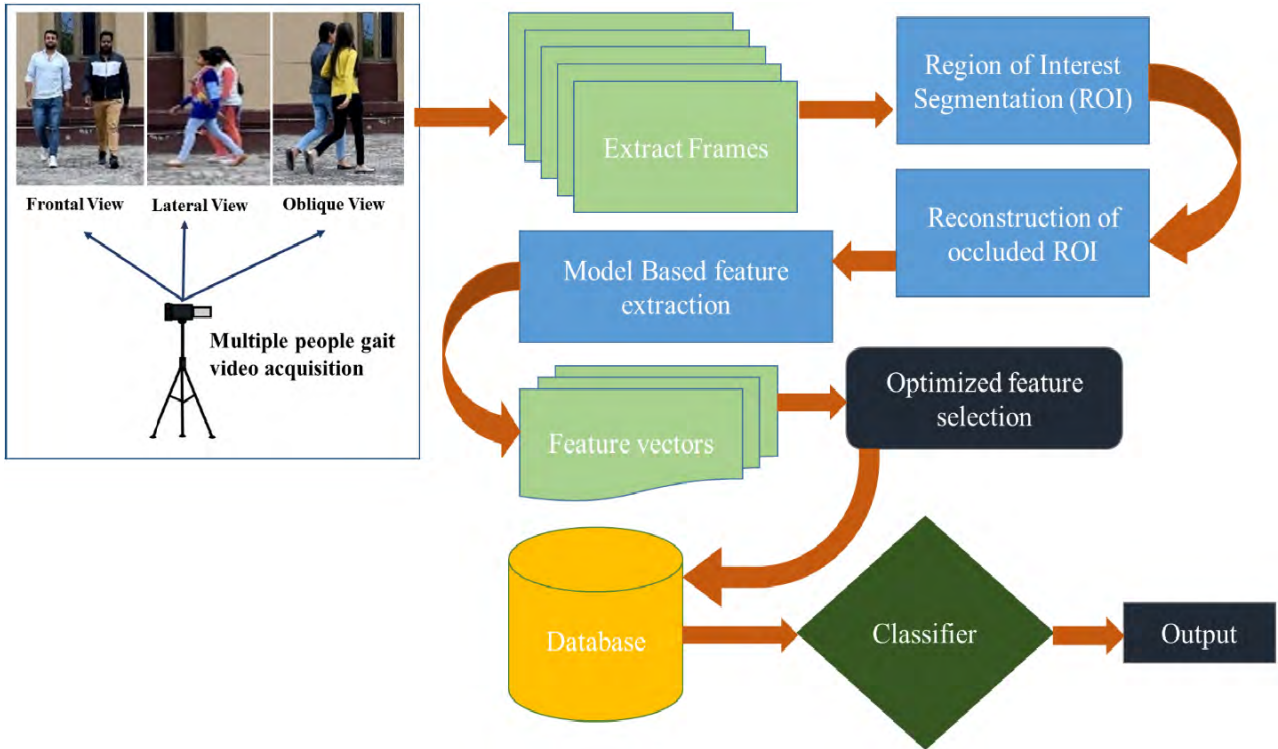 Frontal View
Lateral View
Oblique View
Multiple people gait
video acquisition
Extract Frames
Region of Interest
Segmentation (ROI)
Reconstruction of
occluded ROI
Model Based feature
extraction
Feature vectors
Optimized feature
selection
Database
Classifier
Output